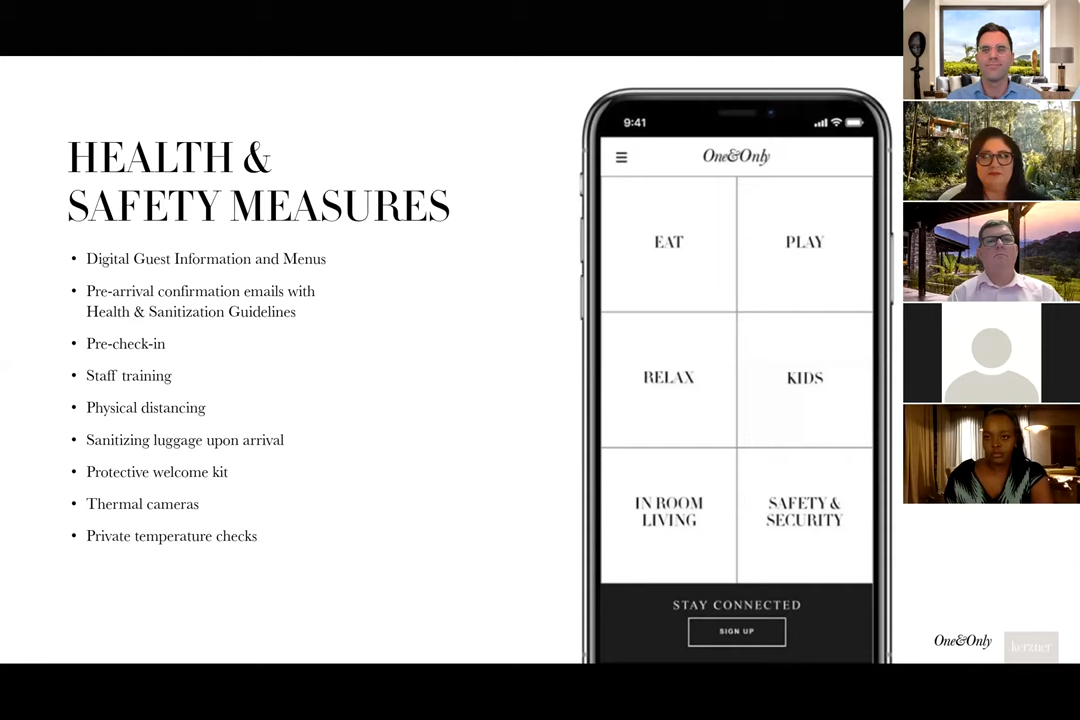 HEALTH &
SAFETY MEASURES
• Digital Guest Information and Menus
• Pre-arrival confirmation emails with
Health & Sanitization Guidelines
• Pre-check-in
• Staff training
• Physical distancing
• Sanitizing luggage upon arrival
• Protective welcome kit
• Thermal cameras
• Private temperature checks
9:41
One&Only
EAT
PLAY
RELAX
KIDS
IN ROOM
LIVING
SAFETY &
SECURITY
STAY CONNECTED
SIGN UP
One&Only
kerzner